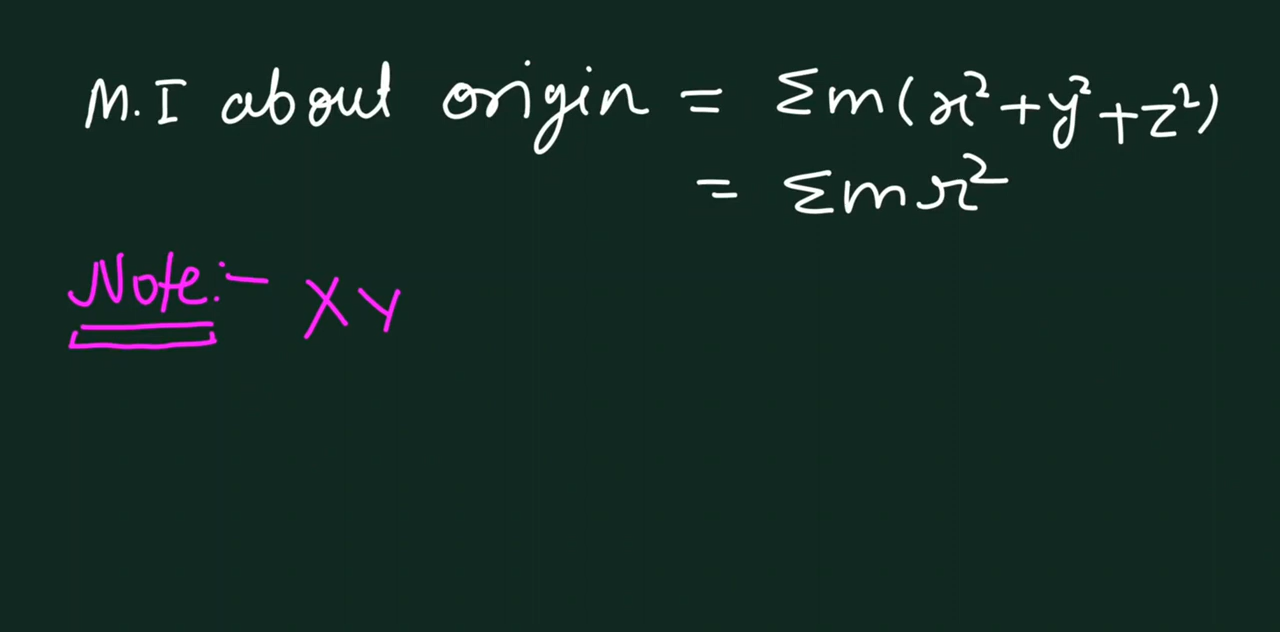 M.I about origin = Σm(x²+y²+z²)
= Σmr²
Note:- XY